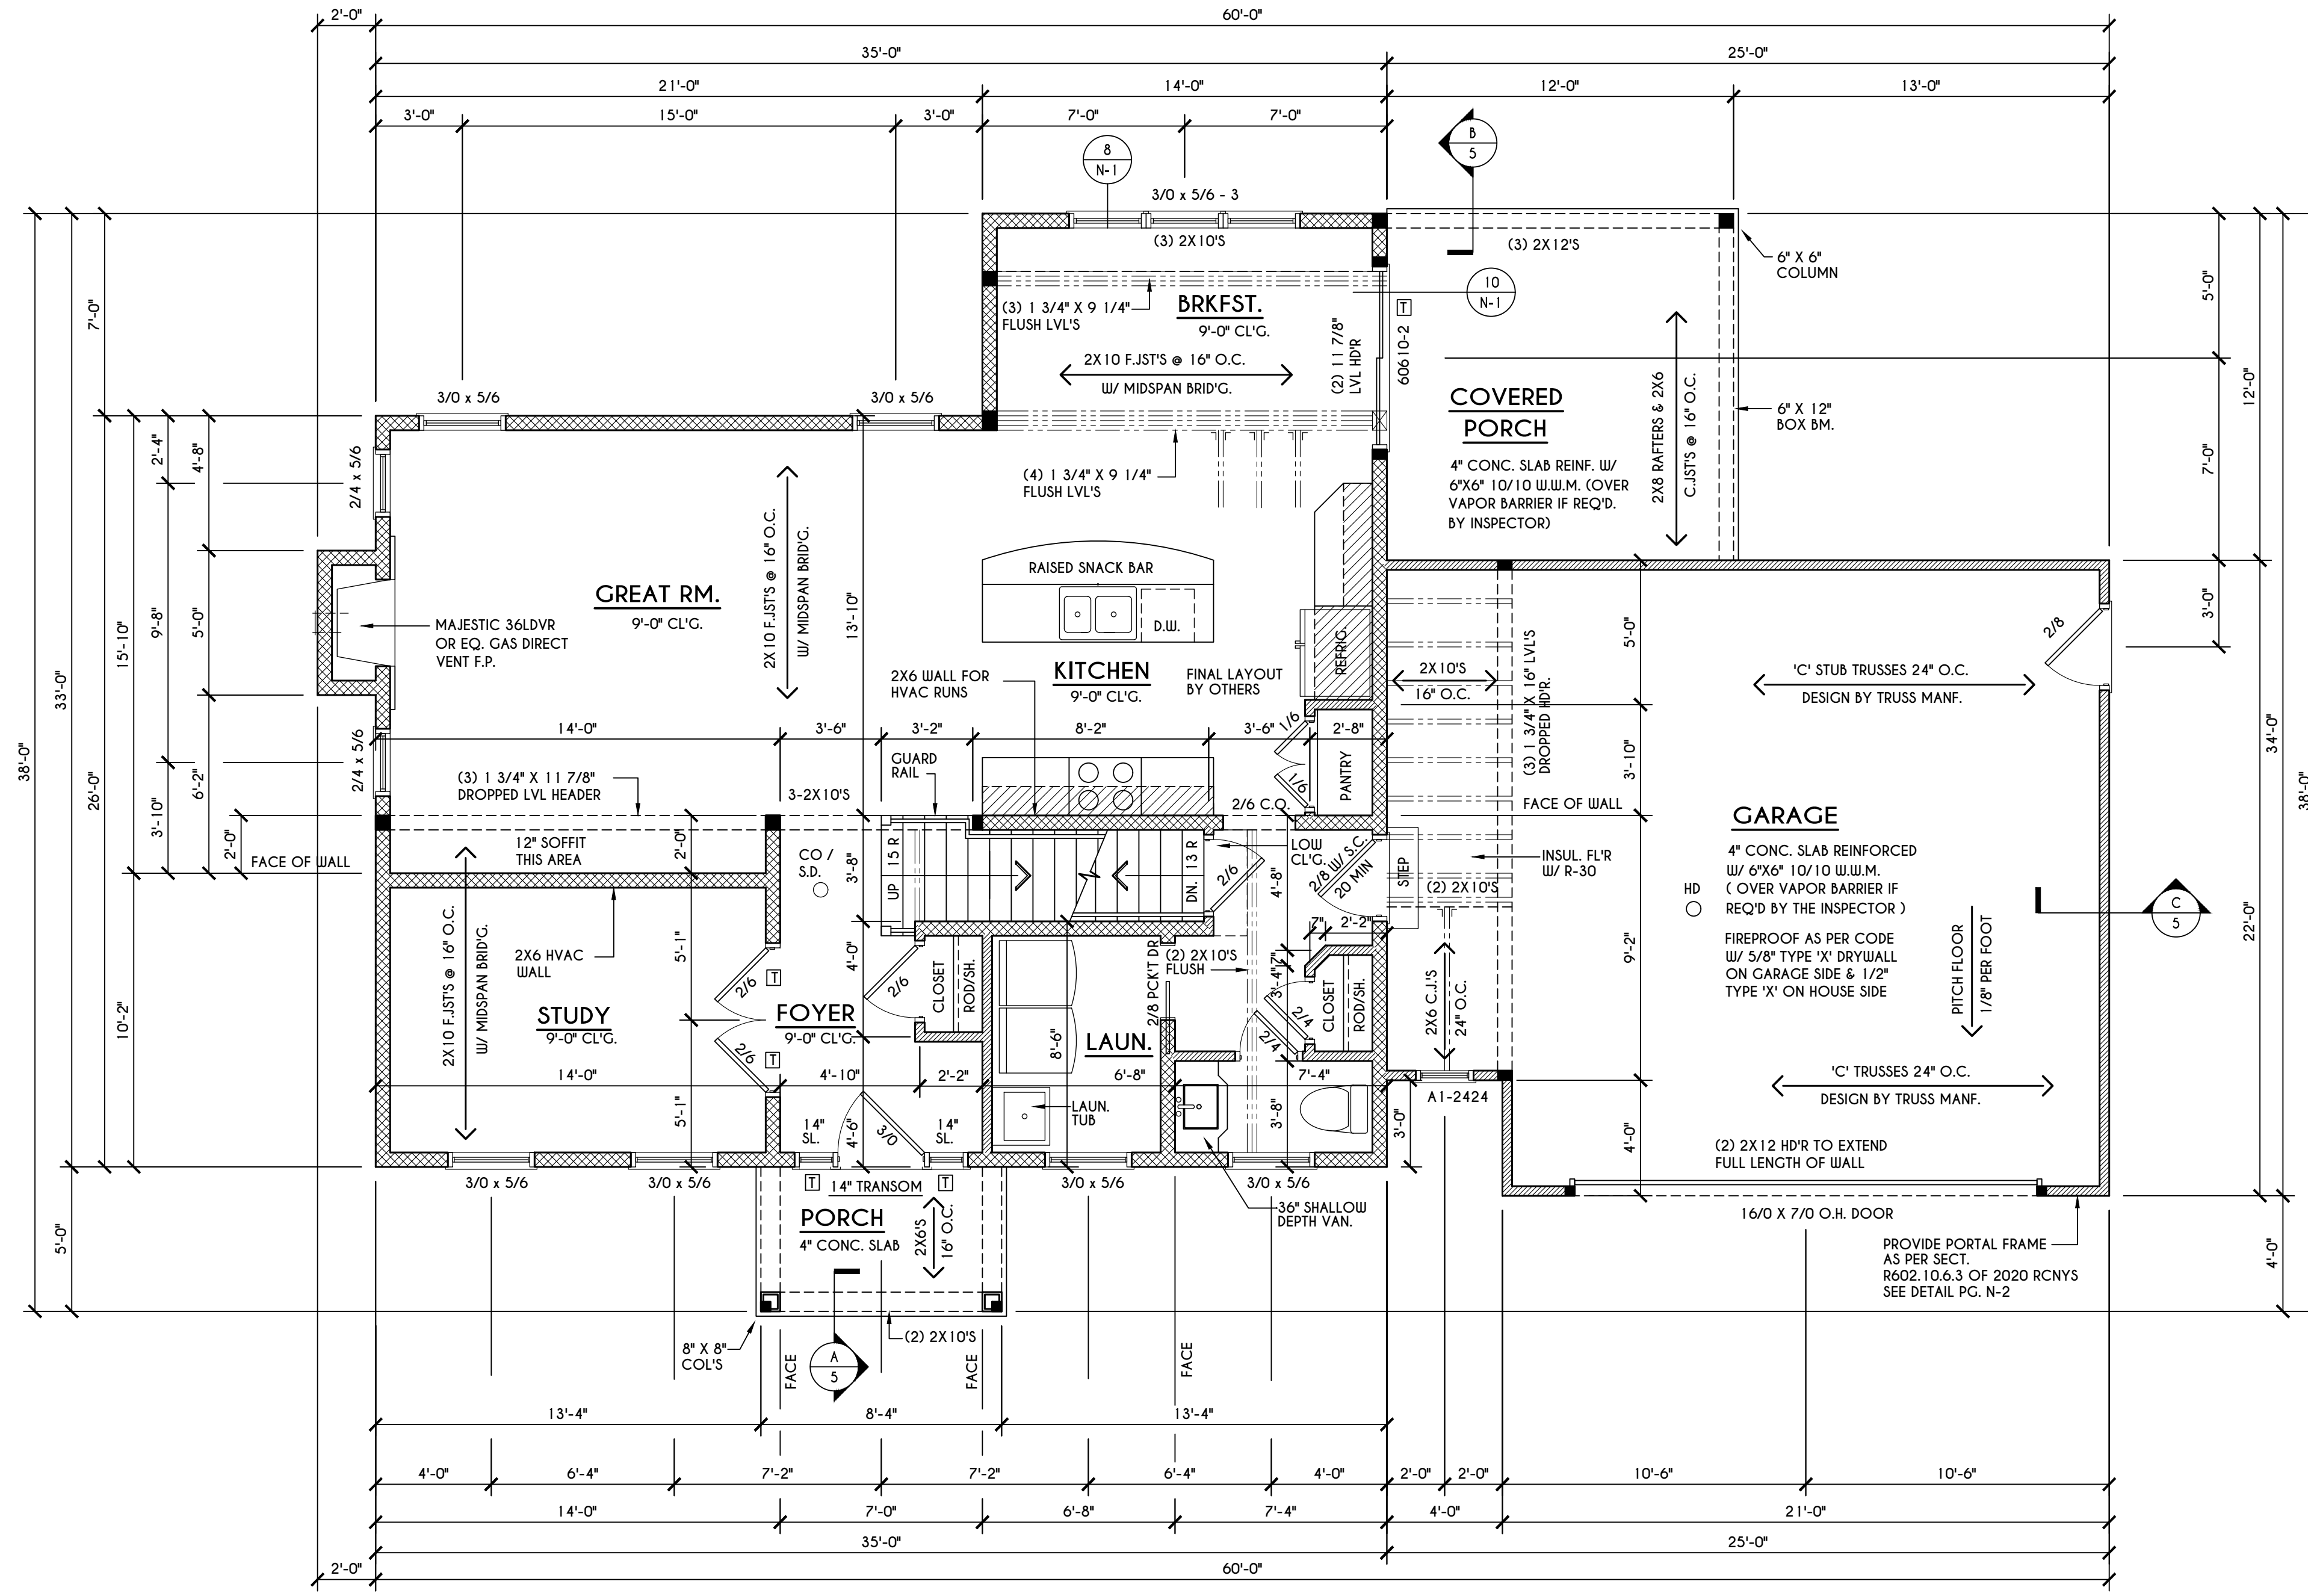 2'-0" 60'-0"
35'-0" 25'-0"
21'-0" 14'-0" 12'-0" 13'-0"
3'-0" 15'-0" 3'-0" 7'-0" 7'-0"
8
N-1
B
5
3/0 x 5/6 - 3
(3) 2X10'S
(3) 2X12'S
6" X 6"
COLUMN
10
N-1
(3) 1 3/4" X 9 1/4"
FLUSH LVL'S
BRKFST.
9'-0" CL'G.
2X10 F.JST'S @ 16" O.C.
W/ MIDSPAN BRID'G.
(2) 11 7/8"
LVL HD'R
60610-2
T
COVERED
PORCH
4" CONC. SLAB REINF. W/
6"X6" 10/10 W.W.M. (OVER
VAPOR BARRIER IF REQ'D.
BY INSPECTOR)
2X8 RAFTERS & 2X6
C.JST'S @ 16" O.C.
6" X 12"
BOX BM.
5'-0"
7'-0"
3'-0"
12'-0"
22'-0"
34'-0"
4'-0"
38'-0"
38'-0"
33'-0"
5'-0"
7'-0"
26'-0"
15'-10"
10'-2"
2'-4"
9'-8"
3'-10"
4'-8"
5'-0"
6'-2"
2'-0"
FACE OF WALL
3/0 x 5/6
3/0 x 5/6
2/4 x 5/6
2/4 x 5/6
GREAT RM.
9'-0" CL'G.
MAJESTIC 36LDVR
OR EQ. GAS DIRECT
VENT F.P.
2X10 F.JST'S @ 16" O.C.
W/ MIDSPAN BRID'G.
13'-10"
(4) 1 3/4" X 9 1/4"
FLUSH LVL'S
RAISED SNACK BAR
D.W.
KITCHEN
9'-0" CL'G.
FINAL LAYOUT
BY OTHERS
REFRIG.
2X6 WALL FOR
HVAC RUNS
14'-0" 3'-6" 3'-2" 8'-2" 3'-6" 2'-8"
1/6
1/6
PANTRY
GUARD
RAIL
(3) 1 3/4" X 11 7/8"
DROPPED LVL HEADER
3-2X10'S
2/6 C.O.
12" SOFFIT
THIS AREA
2'-0"
CO /
S.D.
3'-8"
UP 15 R
DN. 13 R
2/6
LOW
CL'G.
2/8 W/ S.C.
20 MIN
4'-8"
STEP
2X10'S
16" O.C.
(3) 1 3/4" X 16" LVL'S
DROPPED HD'R.
5'-0"
3'-10"
FACE OF WALL
9'-2"
4'-0"
INSUL. FL'R
W/ R-30
(2) 2X10'S
2X6 C.J.'S
24" O.C.
'C' STUB TRUSSES 24" O.C.
DESIGN BY TRUSS MANF.
2/8
GARAGE
4" CONC. SLAB REINFORCED
W/ 6"X6" 10/10 W.W.M.
( OVER VAPOR BARRIER IF
REQ'D BY THE INSPECTOR )
HD
FIREPROOF AS PER CODE
W/ 5/8" TYPE 'X' DRYWALL
ON GARAGE SIDE & 1/2"
TYPE 'X' ON HOUSE SIDE
PITCH FLOOR
1/8" PER FOOT
C
5
'C' TRUSSES 24" O.C.
DESIGN BY TRUSS MANF.
(2) 2X12 HD'R TO EXTEND
FULL LENGTH OF WALL
16/0 X 7/0 O.H. DOOR
PROVIDE PORTAL FRAME
AS PER SECT.
R602.10.6.3 OF 2020 RCNYS
SEE DETAIL PG. N-2
2X10 F.JST'S @ 16" O.C.
W/ MIDSPAN BRID'G.
2X6 HVAC
WALL
STUDY
9'-0" CL'G.
5'-1"
5'-1"
2/6
2/6
T
T
FOYER
9'-0" CL'G.
4'-0"
4'-6"
2/6
CLOSET
ROD/SH.
14'-0" 4'-10" 2'-2" 6'-8" 7'-4"
8'-6"
LAUN.
LAUN.
TUB
2/8 PCK'T DR
(2) 2X10'S
FLUSH
7" 2'-2"
7"
3'-4"
2/4
2/4
CLOSET
ROD/SH.
3'-8"
3'-0"
A1-2424
14"
SL.
3/0
14"
SL.
3/0 x 5/6 3/0 x 5/6 3/0 x 5/6 3/0 x 5/6
T 14" TRANSOM T
PORCH
4" CONC. SLAB
2X6'S
16" O.C.
36" SHALLOW
DEPTH VAN.
8" X 8"
COL'S
(2) 2X10'S
A
5
FACE
FACE
FACE
13'-4" 8'-4" 13'-4"
4'-0" 6'-4" 7'-2" 7'-2" 6'-4" 4'-0" 2'-0" 2'-0" 10'-6" 10'-6"
14'-0" 7'-0" 6'-8" 7'-4" 4'-0" 21'-0"
35'-0" 25'-0"
2'-0" 60'-0"